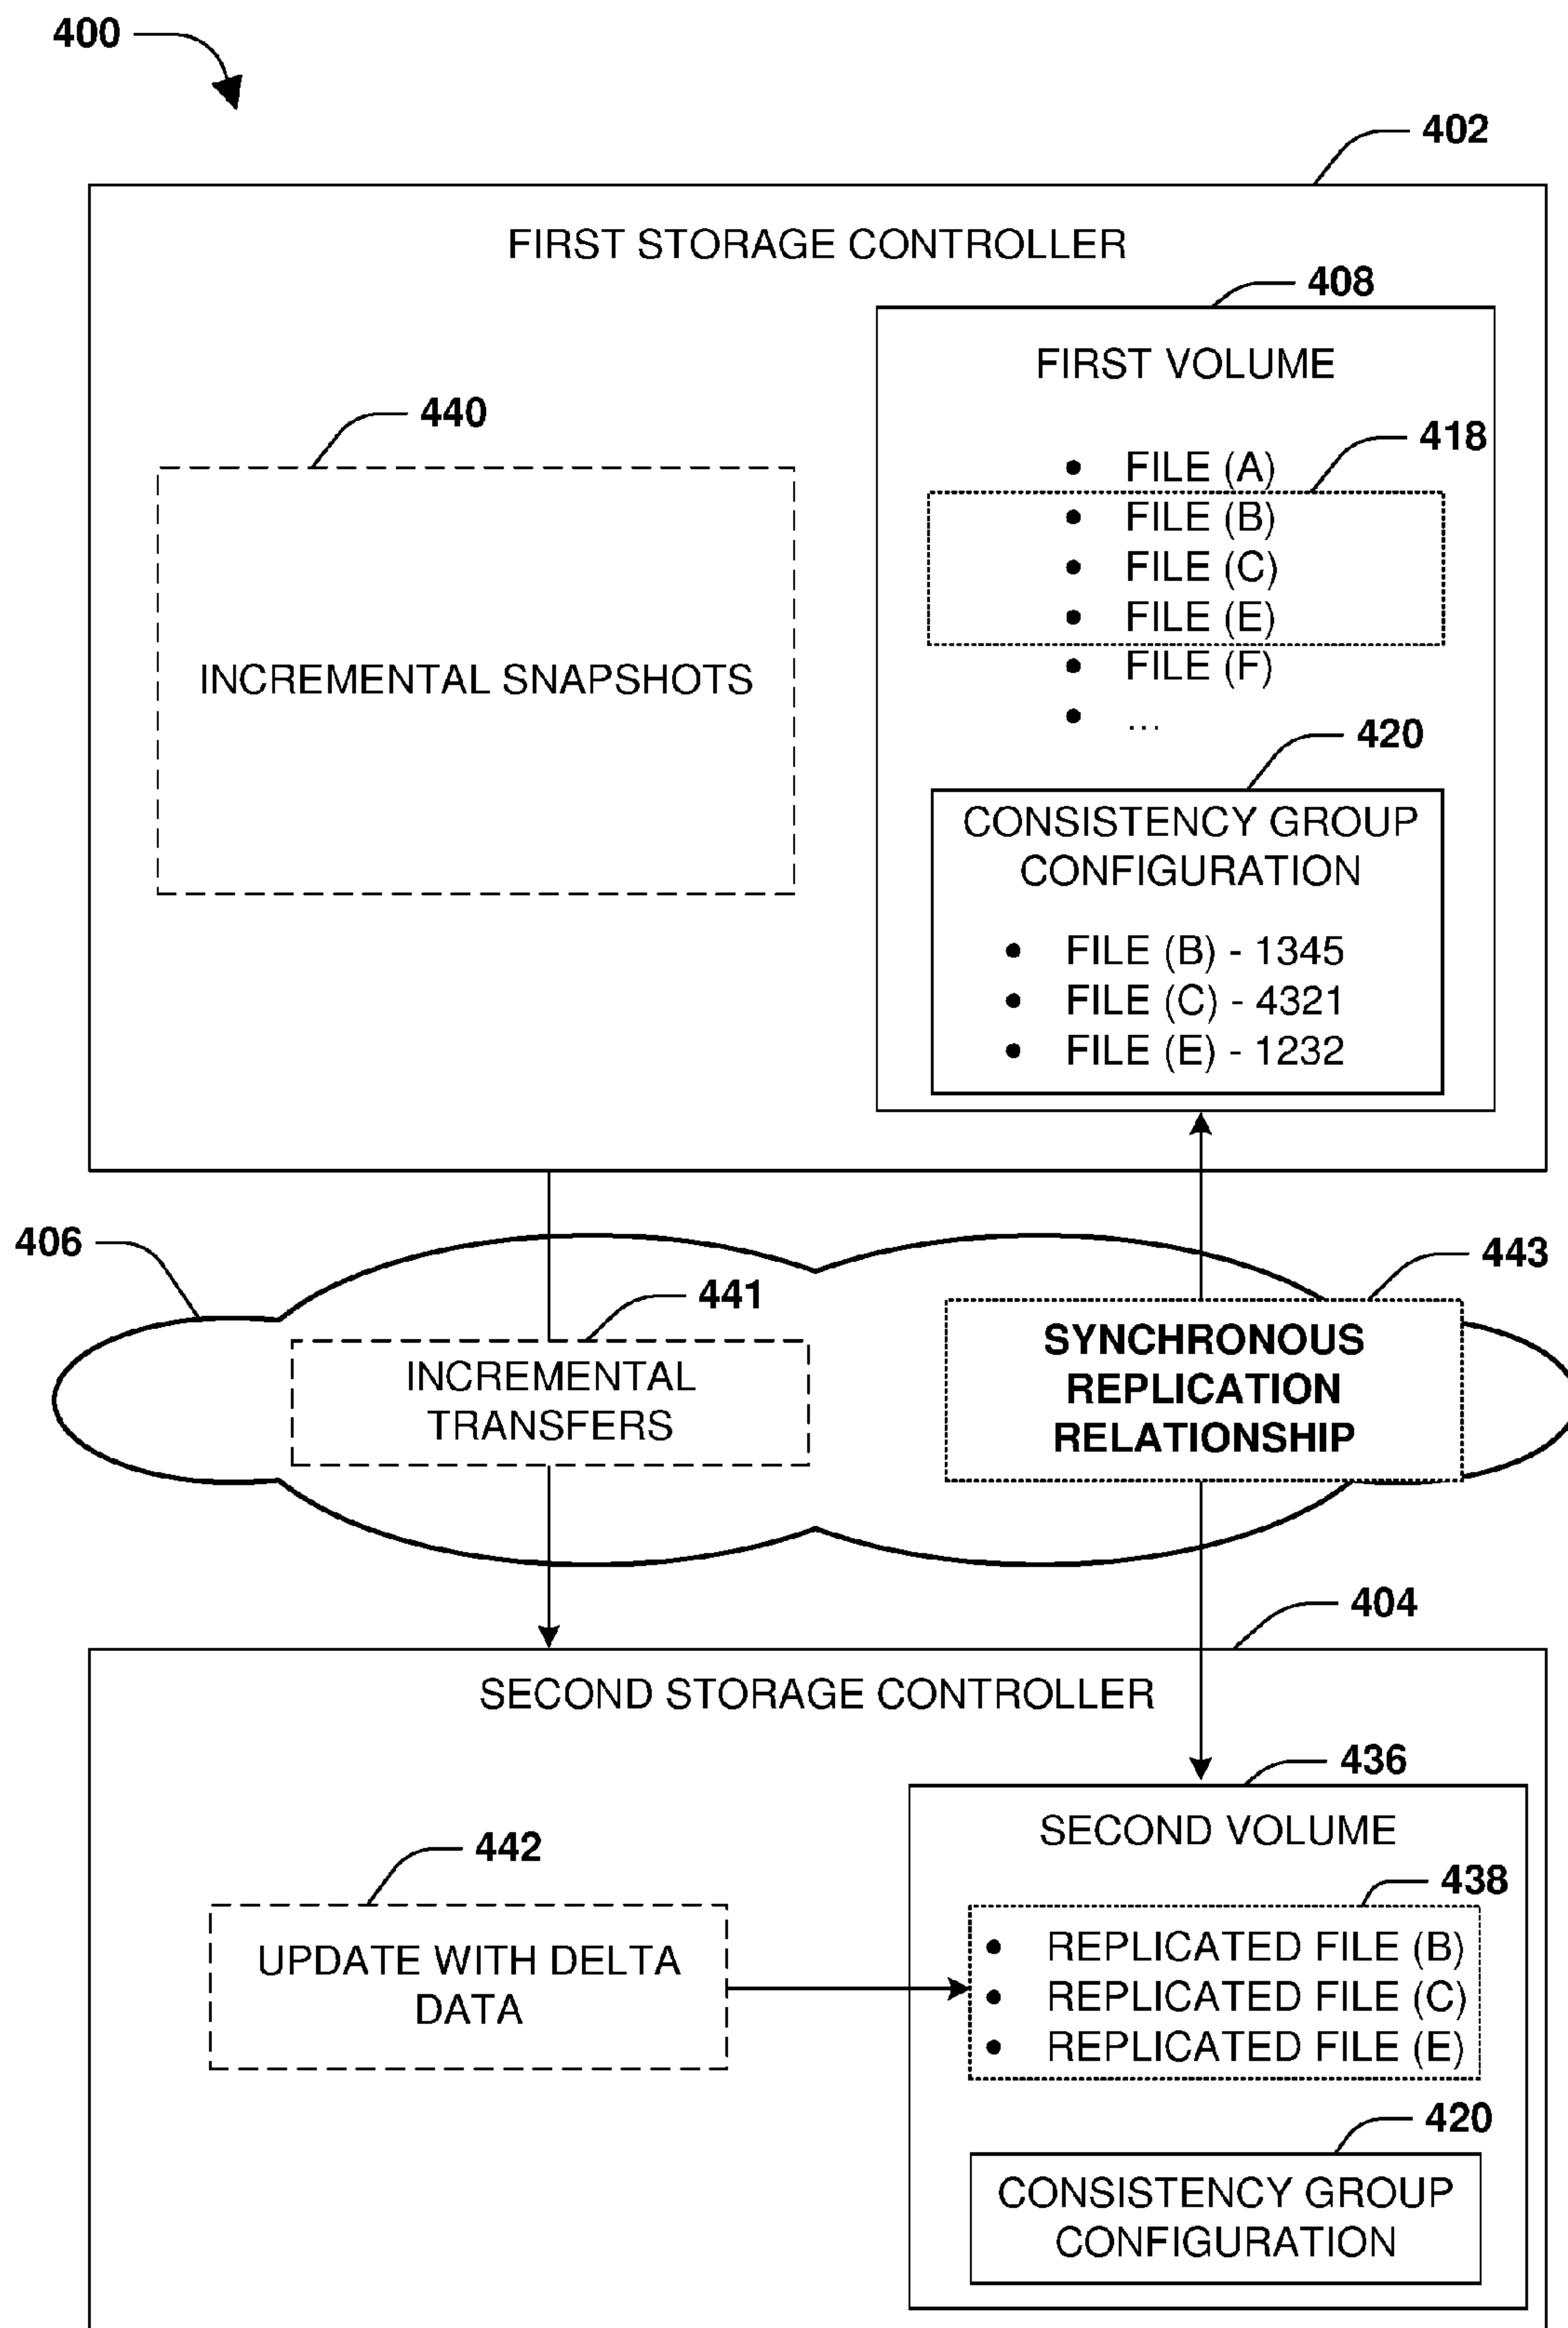 400
402
FIRST STORAGE CONTROLLER
408
FIRST VOLUME
440
418
• FILE (A)
• FILE (B)
• FILE (C)
• FILE (E)
• FILE (F)
• ...
INCREMENTAL SNAPSHOTS
420
CONSISTENCY GROUP
CONFIGURATION
• FILE (B) - 1345
• FILE (C) - 4321
• FILE (E) - 1232
406
441
443
INCREMENTAL
TRANSFERS
SYNCHRONOUS
REPLICATION
RELATIONSHIP
404
SECOND STORAGE CONTROLLER
436
SECOND VOLUME
442
UPDATE WITH DELTA
DATA
438
• REPLICATED FILE (B)
• REPLICATED FILE (C)
• REPLICATED FILE (E)
420
CONSISTENCY GROUP
CONFIGURATION